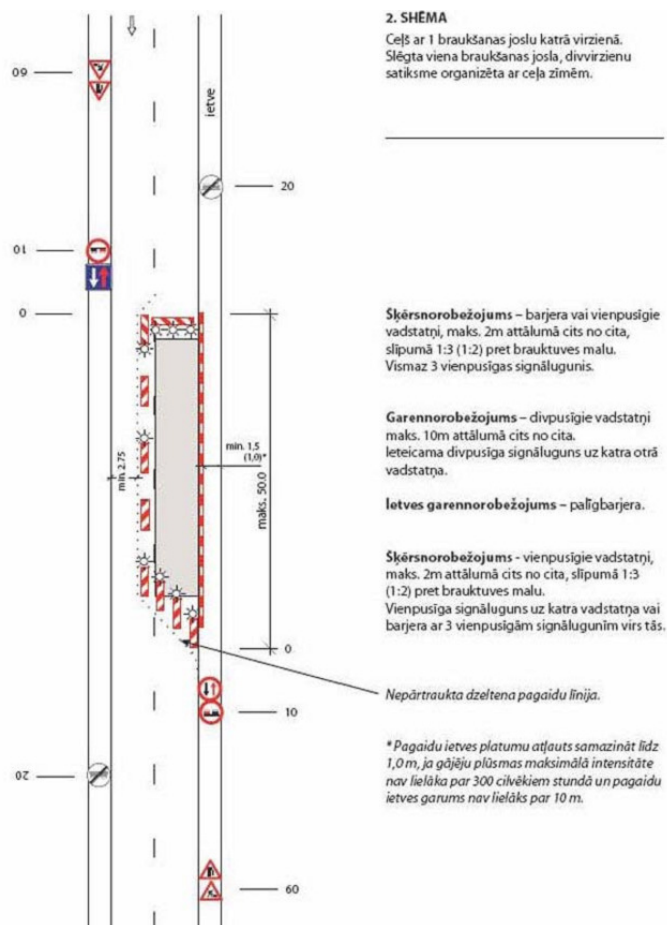 2. SHĒMA
Ceļš ar 1 braukšanas joslu katrā virzienā.
Slēgta viena braukšanas josla, divvirzienu
satiksme organizēta ar ceļa zīmēm.
60
ietve
20
10
0
Šķērsnorobežojums – barjera vai vienpusīgie
vadstatņi, maks. 2m attālumā cits no cita,
slīpumā 1:3 (1:2) pret brauktuves malu.
Vismaz 3 vienpusīgas signālugunis.
Garennorobežojums – divpusīgie vadstatņi
maks. 10m attālumā cits no cita.
Ieteicama divpusīga signāluguns uz katra otrā
vadstatņa.
min. 2.75
min. 1,5
(1,0)*
maks. 50.0
Ietves garennorobežojums – palīgbarjera.
Šķērsnorobežojums - vienpusīgie vadstatņi,
maks. 2m attālumā cits no cita, slīpumā 1:3
(1:2) pret brauktuves malu.
Vienpusīga signāluguns uz katra vadstatņa vai
barjera ar 3 vienpusīgām signālugunīm virs tās.
0
Nepārtraukta dzeltena pagaidu līnija.
10
* Pagaidu ietves platumu atļauts samazināt līdz
1,0 m, ja gājēju plūsmas maksimālā intensitāte
nav lielāka par 300 cilvēkiem stundā un pagaidu
ietves garums nav lielāks par 10 m.
20
60